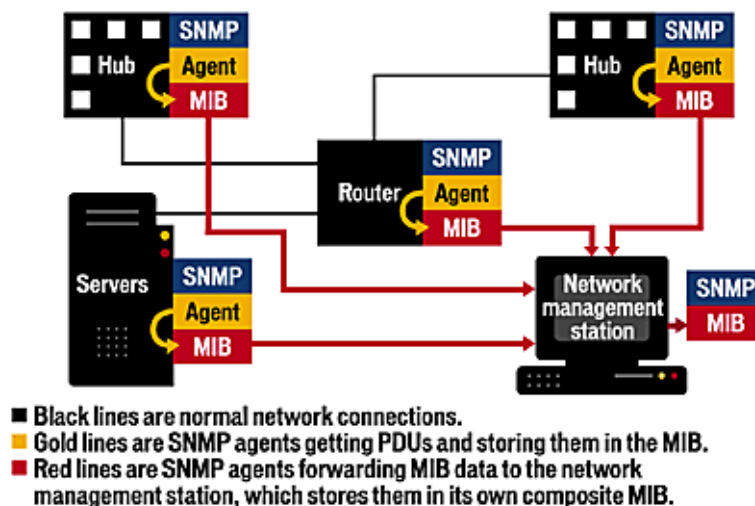 SNMP
Hub
Agent
MIB
SNMP
Hub
Agent
MIB
SNMP
Router
Agent
MIB
Servers
SNMP
Agent
MIB
Network
management
station
SNMP
MIB
Black lines are normal network connections.
Gold lines are SNMP agents getting PDUs and storing them in the MIB.
Red lines are SNMP agents forwarding MIB data to the network
management station, which stores them in its own composite MIB.